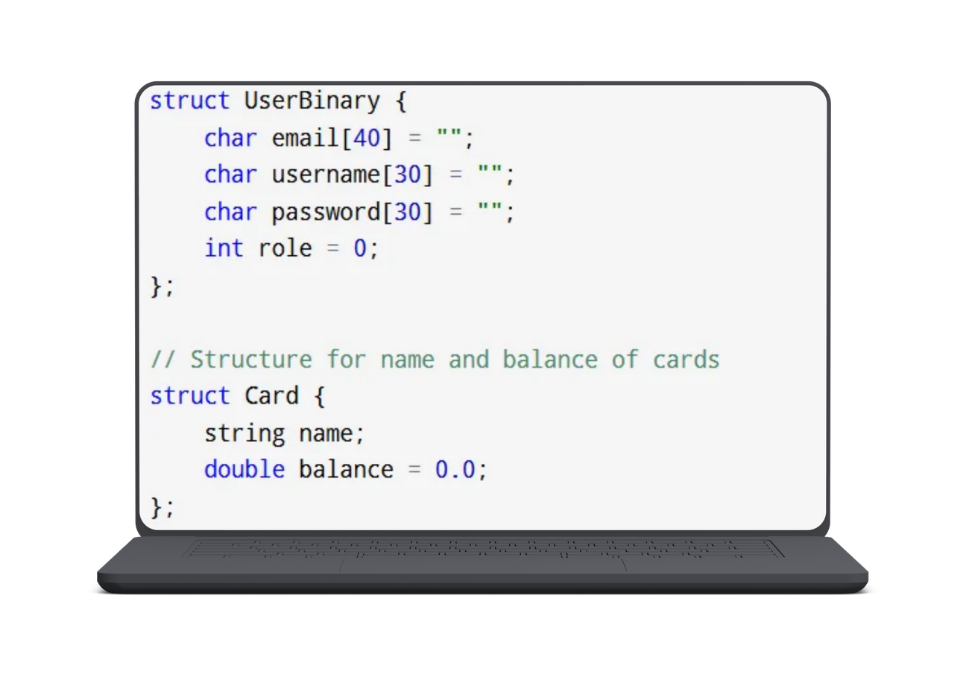 struct UserBinary {
    char email[40] = "";
    char username[30] = "";
    char password[30] = "";
    int role = 0;
};
// Structure for name and balance of cards
struct Card {
    string name;
    double balance = 0.0;
};